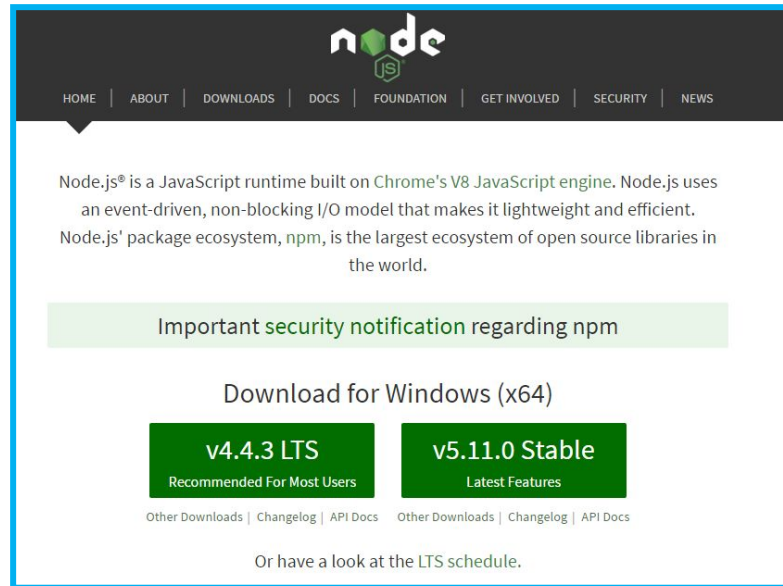 node
JS
HOME | ABOUT | DOWNLOADS | DOCS | FOUNDATION | GET INVOLVED | SECURITY | NEWS
Node.js® is a JavaScript runtime built on Chrome's V8 JavaScript engine. Node.js uses
an event-driven, non-blocking I/O model that makes it lightweight and efficient.
Node.js' package ecosystem, npm, is the largest ecosystem of open source libraries in
the world.
Important security notification regarding npm
Download for Windows (x64)
v4.4.3 LTS v5.11.0 Stable
Recommended For Most Users Latest Features
Other Downloads | Changelog | API Docs Other Downloads | Changelog | API Docs
Or have a look at the LTS schedule.